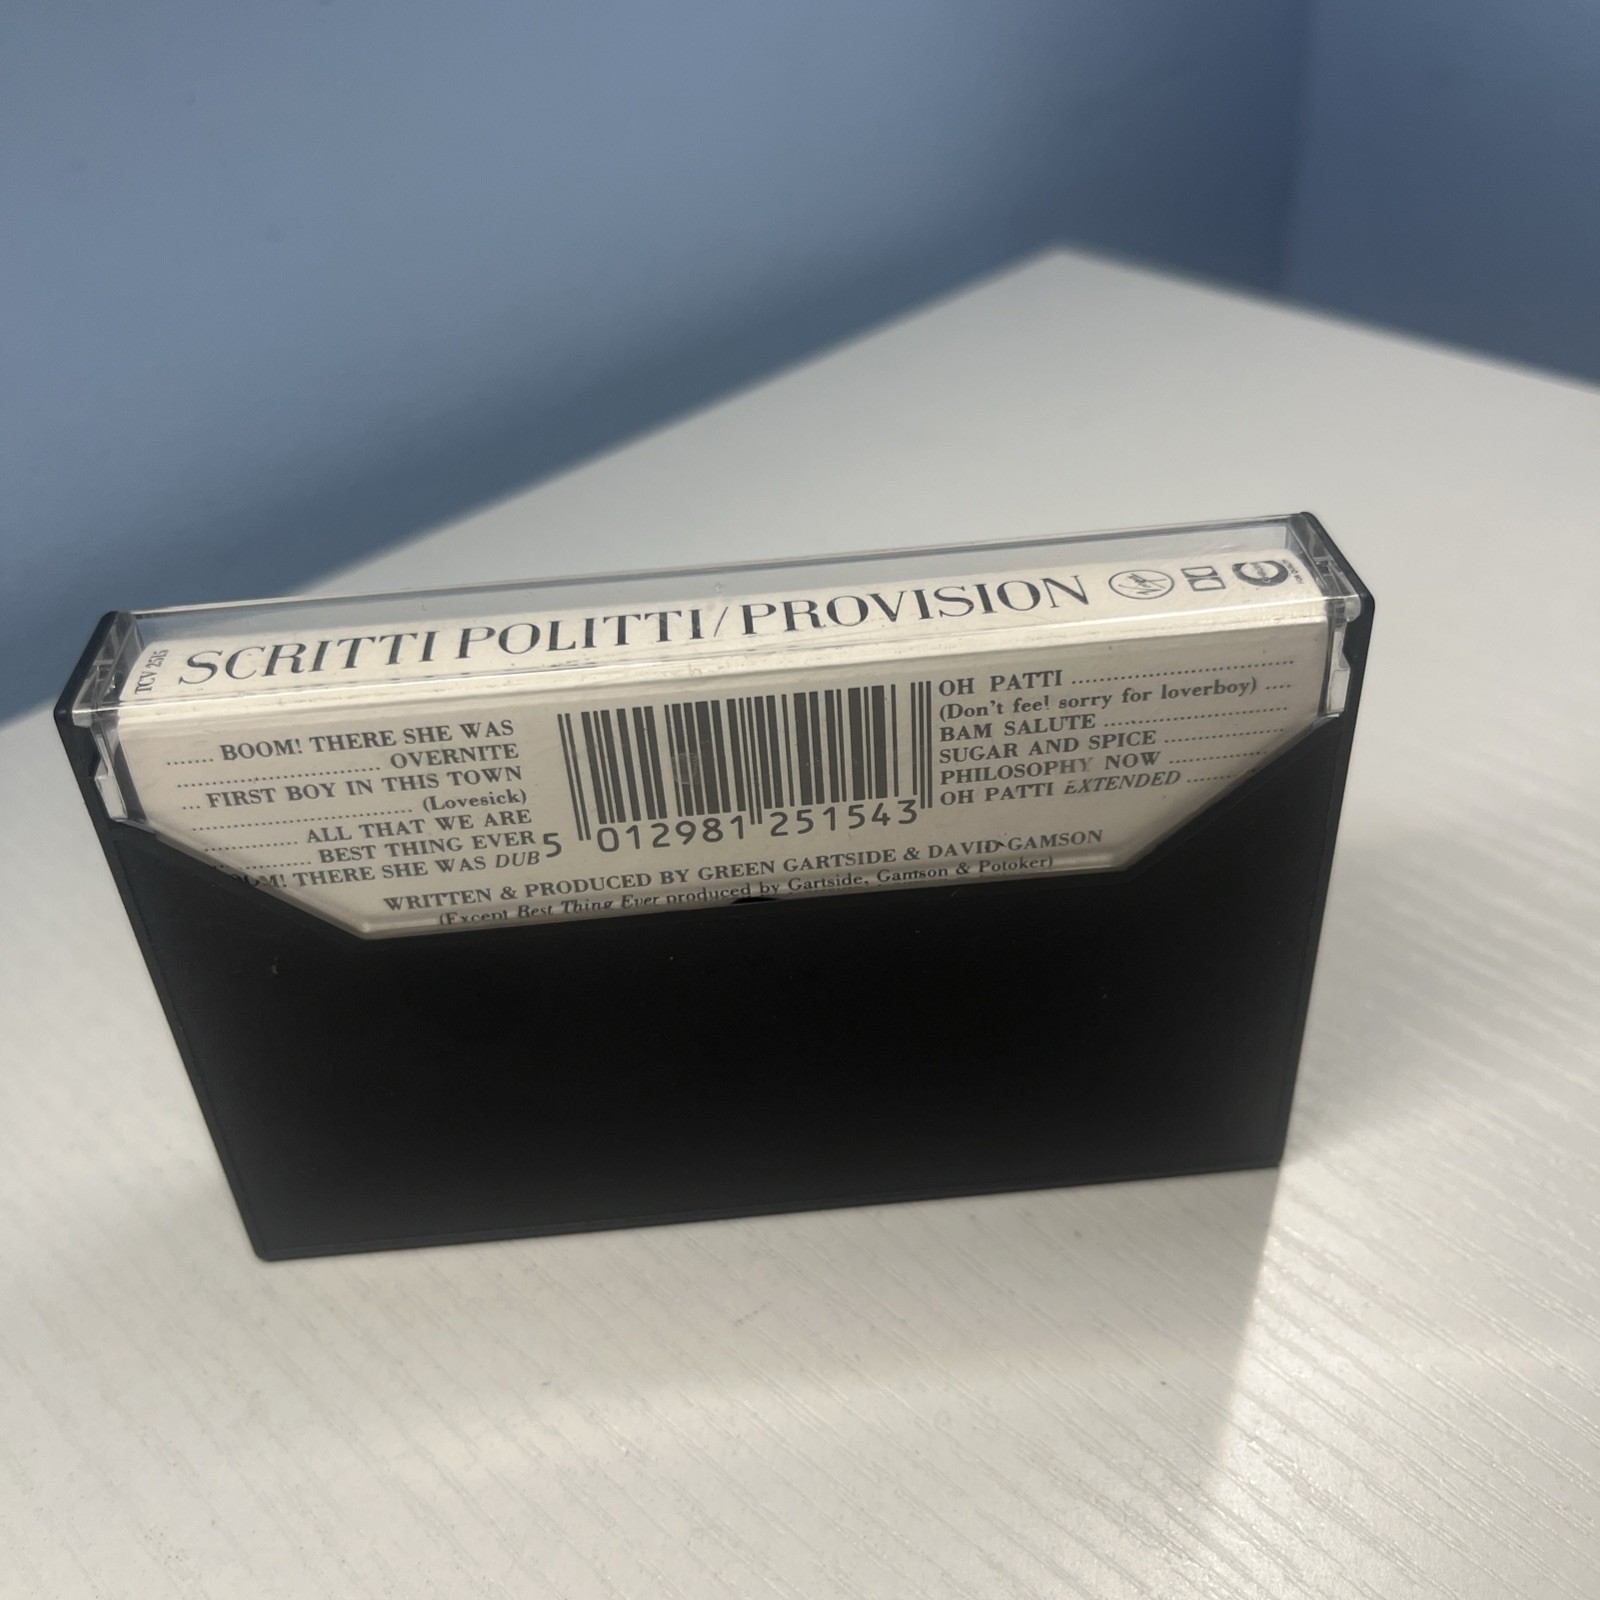 TCV 2515
SCRITTI POLITTI/PROVISION
....... BOOM! THERE SHE WAS
.............................. OVERNITE
... FIRST BOY IN THIS TOWN
................................ (Lovesick)
.............. ALL THAT WE ARE
............... BEST THING EVER
THERE SHE WAS DUB
5 012981 251543
OH PATTI ................................
(Don't feel sorry for loverboy) ....
BAM SALUTE ..........................
SUGAR AND SPICE .................
PHILOSOPHY NOW ..............
OH PATTI EXTENDED ........
WRITTEN & PRODUCED BY GREEN GARTSIDE & DAVID GAMSON
(Except Best Thing Ever produced by Gartside, Gamson & Potoker)